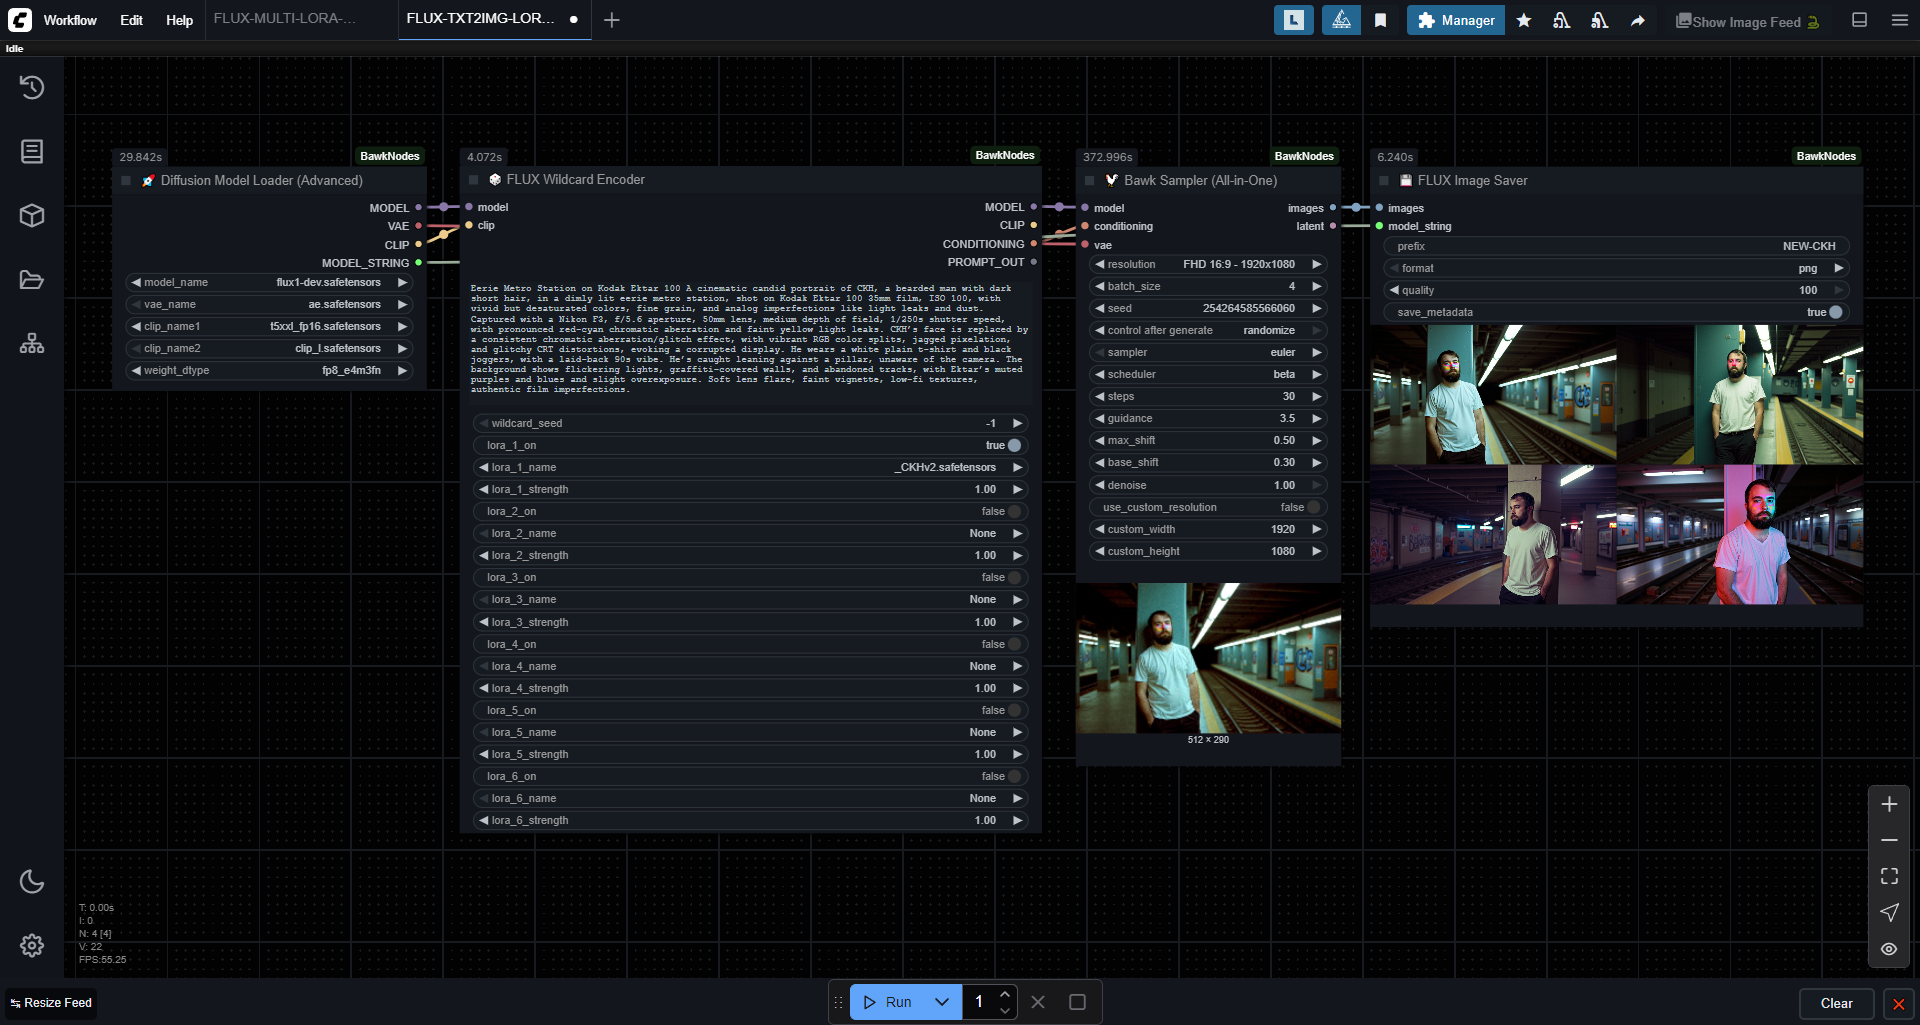 Workflow
Edit
Help
FLUX-MULTI-LORA-...
FLUX-TXT2IMG-LOR...
L
Manager
Show Image Feed
Idle
29.842s
BawkNodes
Diffusion Model Loader (Advanced)
MODEL
VAE
CLIP
MODEL_STRING
model_name flux1-dev.safetensors
vae_name ae.safetensors
clip_name1 t5xxl_fp16.safetensors
clip_name2 clip_l.safetensors
weight_dtype fp8_e4m3fn
4.072s
BawkNodes
FLUX Wildcard Encoder
model MODEL
clip CLIP
CONDITIONING
PROMPT_OUT
Eerie Metro Station on Kodak Ektar 100 A cinematic candid portrait of CKH, a bearded man with dark
short hair, in a dimly lit eerie metro station, shot on Kodak Ektar 100 35mm film, ISO 100, with
vivid but desaturated colors, fine grain, and analog imperfections like light leaks and dust.
Captured with a Nikon F3, f/5.6 aperture, 50mm lens, medium depth of field, 1/250s shutter speed,
with pronounced red-cyan chromatic aberration and faint yellow light leaks. CKH's face is replaced by
a consistent chromatic aberration/glitch effect, with vibrant RGB color splits, jagged pixelation,
and glitchy CRT distortions, evoking a corrupted display. He wears a white plain t-shirt and black
joggers, with a laid-back 90s vibe. He's caught leaning against a pillar, unaware of the camera. The
background shows flickering lights, graffiti-covered walls, and abandoned tracks, with Ektar's muted
purples and blues and slight overexposure. Soft lens flare, faint vignette, low-fi textures,
authentic film imperfections.
wildcard_seed -1
lora_1_on true
lora_1_name _CKHv2.safetensors
lora_1_strength 1.00
lora_2_on false
lora_2_name None
lora_2_strength 1.00
lora_3_on false
lora_3_name None
lora_3_strength 1.00
lora_4_on false
lora_4_name None
lora_4_strength 1.00
lora_5_on false
lora_5_name None
lora_5_strength 1.00
lora_6_on false
lora_6_name None
lora_6_strength 1.00
372.996s
BawkNodes
Bawk Sampler (All-in-One)
model images
conditioning latent
vae
resolution FHD 16:9 - 1920x1080
batch_size 4
seed 254264585566060
control after generate randomize
sampler euler
scheduler beta
steps 30
guidance 3.5
max_shift 0.50
base_shift 0.30
denoise 1.00
use_custom_resolution false
custom_width 1920
custom_height 1080
512 × 290
6.240s
BawkNodes
FLUX Image Saver
images
model_string
prefix NEW-CKH
format png
quality 100
save_metadata true
T: 0.00s
I: 0
N: 4 [4]
V: 22
FPS:55.25
Resize Feed
Run
1
Clear